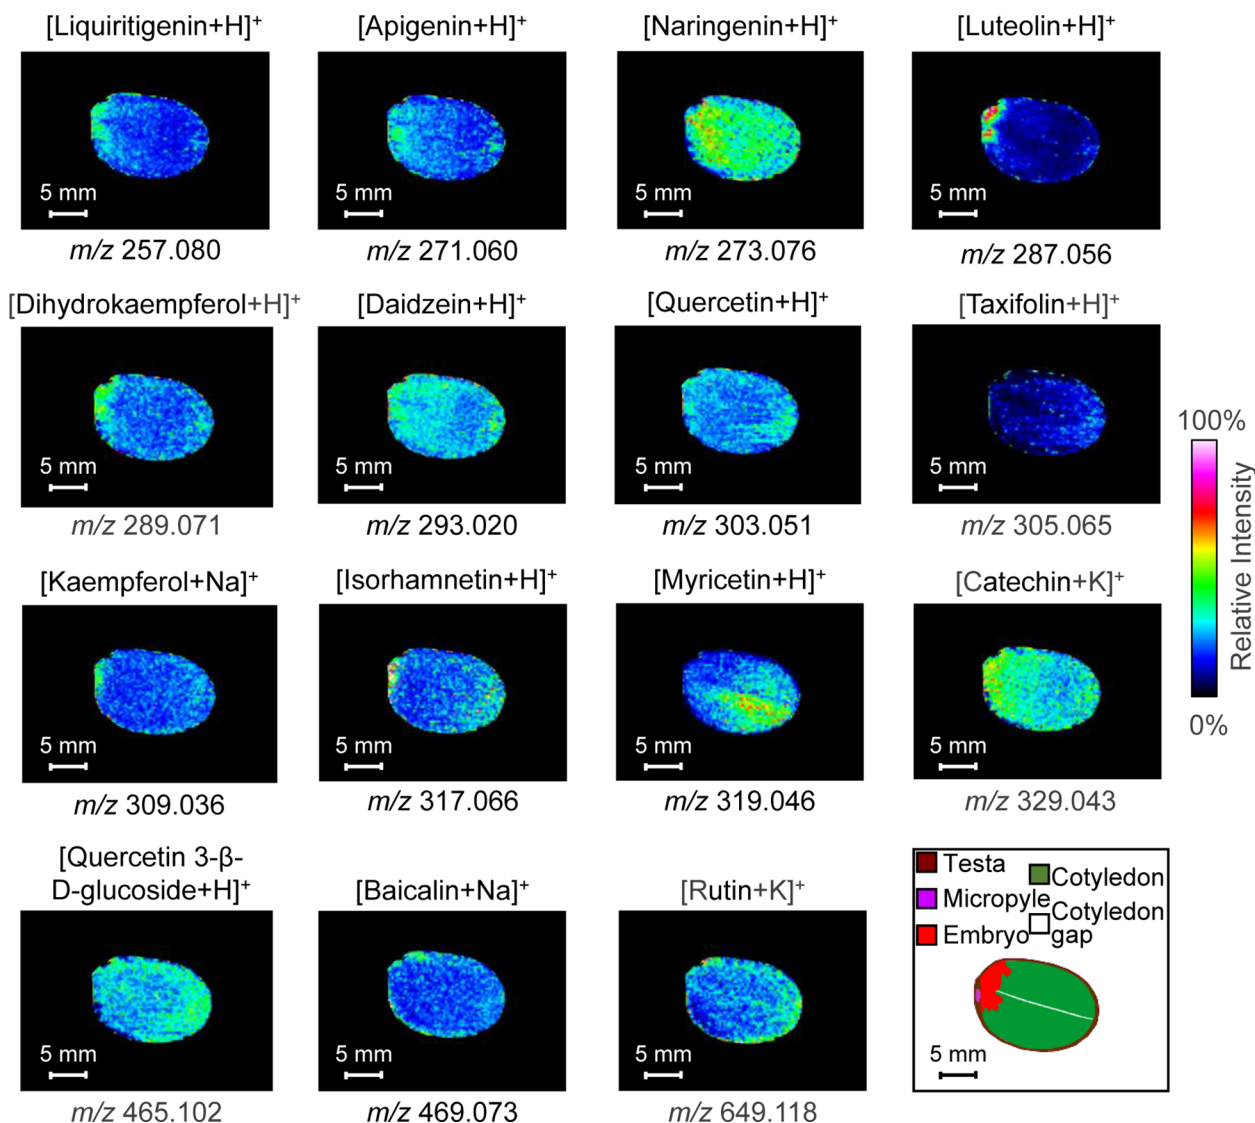 [Liquiritigenin+H]⁺ [Apigenin+H]⁺ [Naringenin+H]⁺ [Luteolin+H]⁺
5 mm 5 mm 5 mm 5 mm
m/z 257.080 m/z 271.060 m/z 273.076 m/z 287.056
[Dihydrokaempferol+H]⁺ [Daidzein+H]⁺ [Quercetin+H]⁺ [Taxifolin+H]⁺
5 mm 5 mm 5 mm 5 mm
m/z 289.071 m/z 293.020 m/z 303.051 m/z 305.065
100%
Relative Intensity
0%
[Kaempferol+Na]⁺ [Isorhamnetin+H]⁺ [Myricetin+H]⁺ [Catechin+K]⁺
5 mm 5 mm 5 mm 5 mm
m/z 309.036 m/z 317.066 m/z 319.046 m/z 329.043
[Quercetin 3-β-
D-glucoside+H]⁺ [Baicalin+Na]⁺ [Rutin+K]⁺
5 mm 5 mm 5 mm
m/z 465.102 m/z 469.073 m/z 649.118
Testa
Micropyle
Embryo
Cotyledon
Cotyledon
gap
5 mm